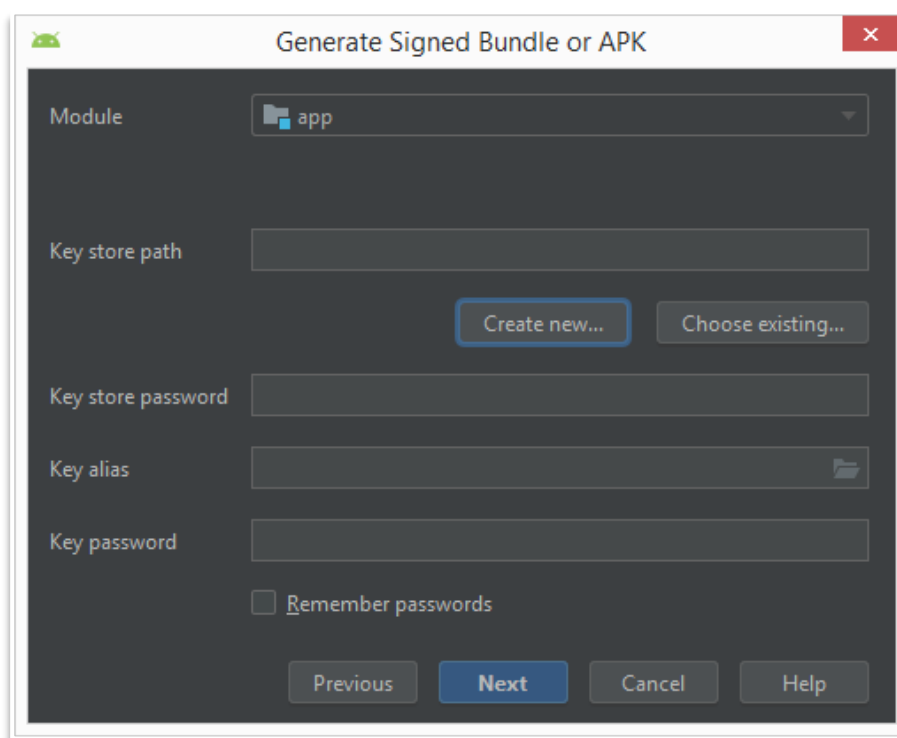 Generate Signed Bundle or APK
Module
app
Key store path
Create new... Choose existing...
Key store password
Key alias
Key password
Remember passwords
Previous Next Cancel Help